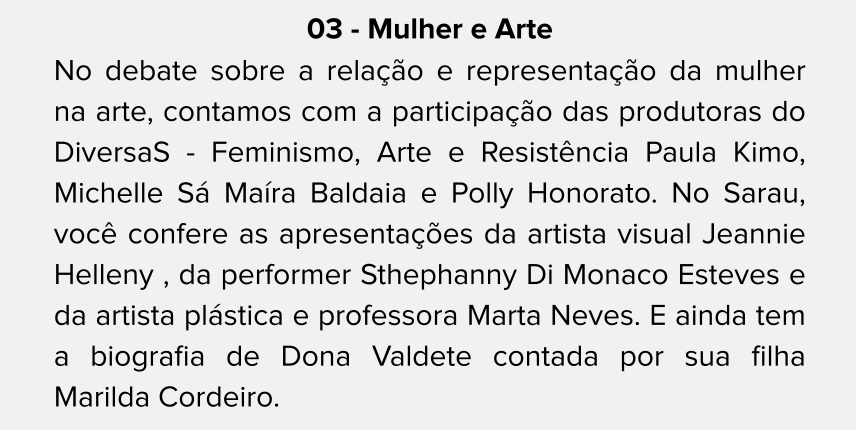 03 - Mulher e Arte
No debate sobre a relação e representação da mulher
na arte, contamos com a participação das produtoras do
DiversaS - Feminismo, Arte e Resistência Paula Kimo,
Michelle Sá Maíra Baldaia e Polly Honorato. No Sarau,
você confere as apresentações da artista visual Jeannie
Helleny , da performer Sthephanny Di Monaco Esteves e
da artista plástica e professora Marta Neves. E ainda tem
a biografia de Dona Valdete contada por sua filha
Marilda Cordeiro.